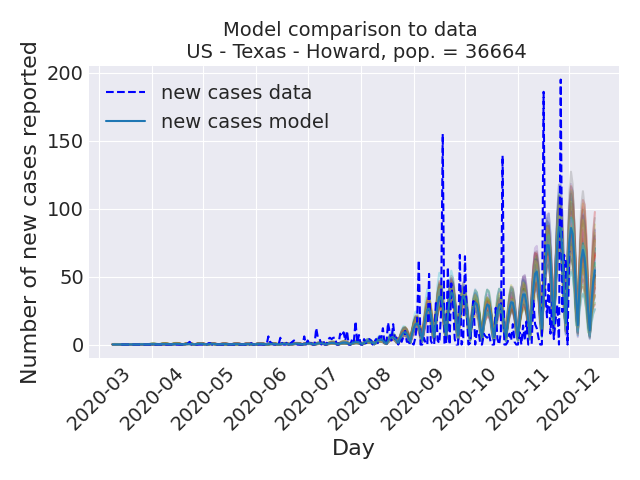 Model comparison to data
US - Texas - Howard, pop. = 36664
Number of new cases reported
200
150
100
50
0
new cases data
new cases model
2020-03
2020-04
2020-05
2020-06
2020-07
2020-08
2020-09
2020-10
2020-11
2020-12
Day